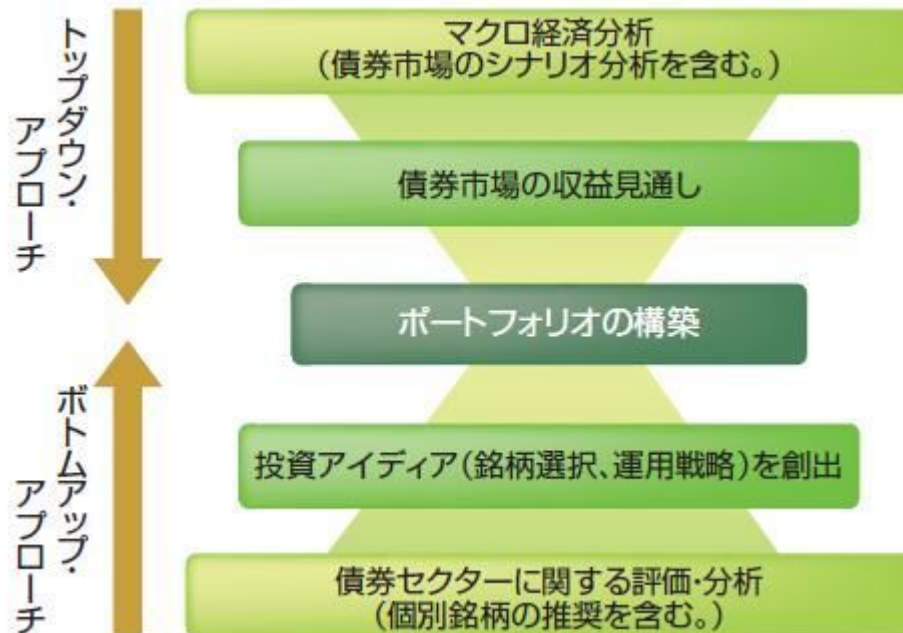 トップダウン・
アプローチ
マクロ経済分析
(債券市場のシナリオ分析を含む。)
債券市場の収益見通し
ポートフォリオの構築
ボトムアップ・
アプローチ
投資アイディア(銘柄選択、運用戦略)を創出
債券セクターに関する評価・分析
(個別銘柄の推奨を含む。)